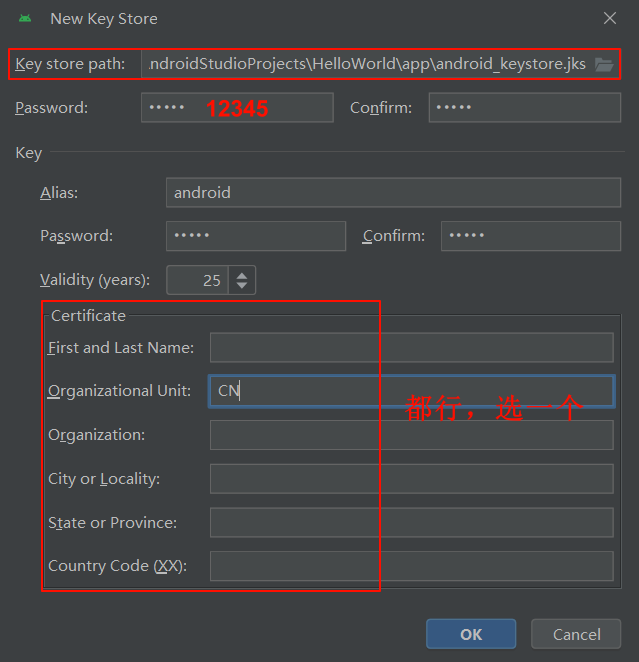 New Key Store
Key store path: .ndroidStudioProjects\HelloWorld\app\android_keystore.jks
Password: ••••• 12345 Confirm: •••••
Key
Alias: android
Password: ••••• Confirm: •••••
Validity (years): 25
Certificate
First and Last Name:
Organizational Unit: CN
都行，选一个
Organization:
City or Locality:
State or Province:
Country Code (XX):
OK Cancel